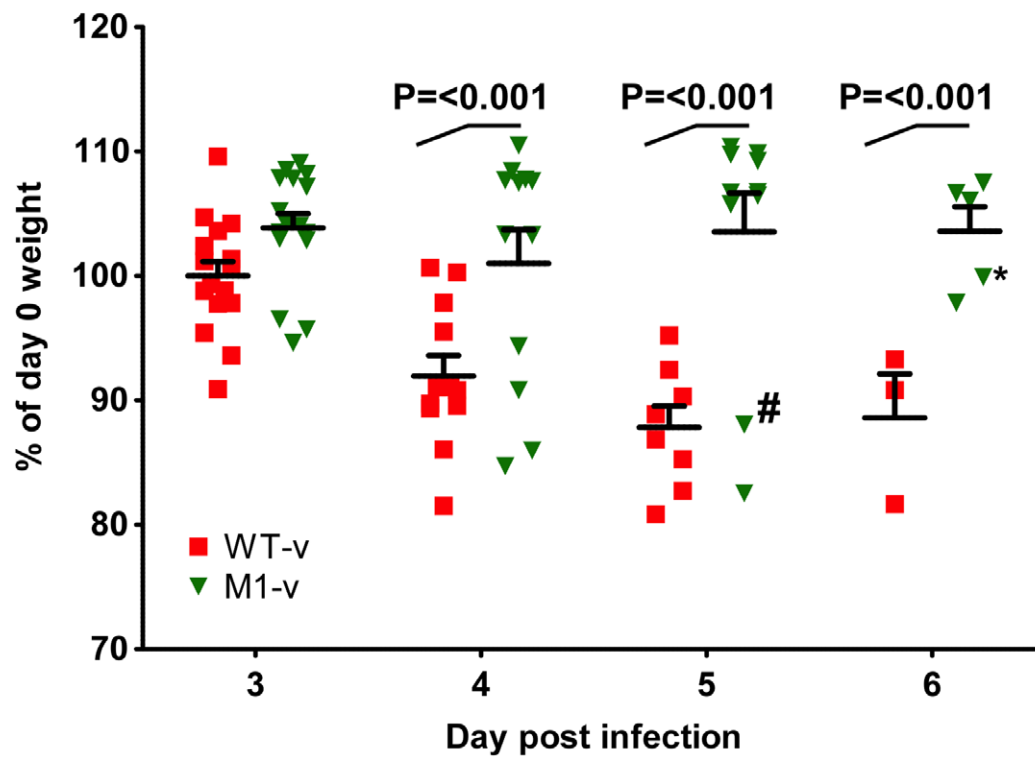 120
P=<0.001 P=<0.001 P=<0.001
110
100
*
90
#
80
WT-v
M1-v
70
3 4 5 6
Day post infection
% of day 0 weight